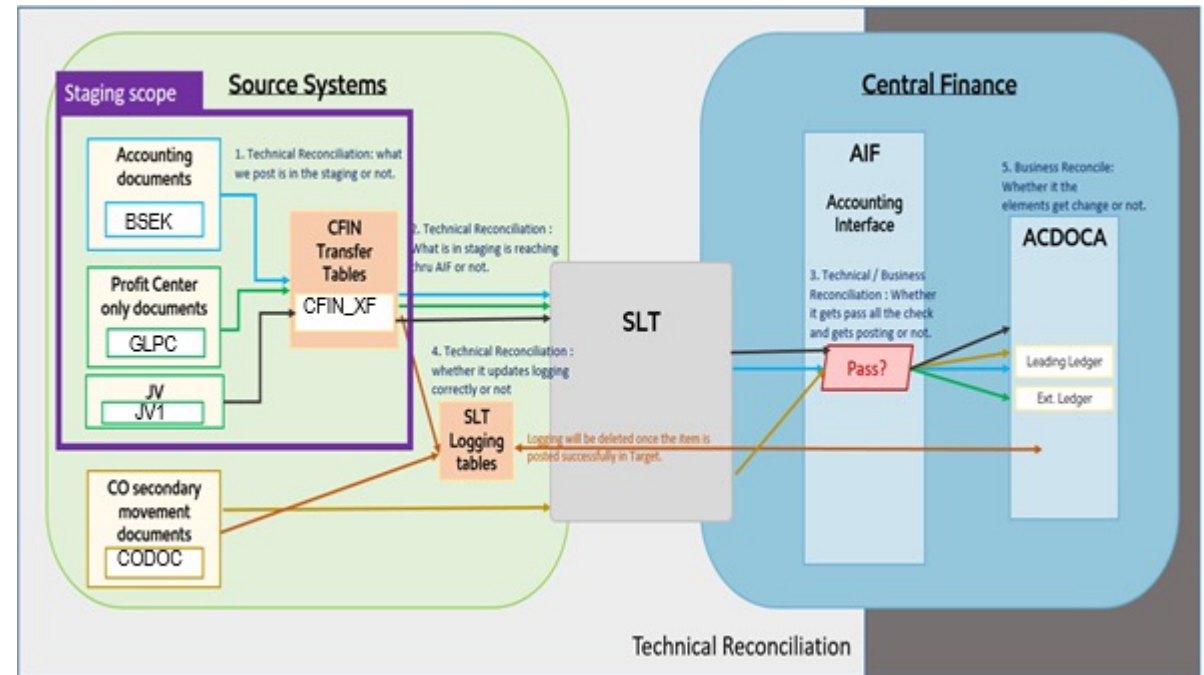 Source Systems
Staging scope
Accounting
documents
BSEK
Profit Center
only documents
GLPC
JV
JV1
CO secondary
movement
documents
CODOC
1. Technical Reconciliation: what
we post is in the staging or not.
CFIN
Transfer
Tables
CFIN_XF
2. Technical Reconciliation :
What is in staging is reaching
thru AIF or not.
4. Technical Reconciliation :
whether it updates logging
correctly or not
SLT
Logging
tables
Logging will be deleted once the item is
posted successfully in Target.
SLT
Central Finance
AIF
Accounting
Interface
3. Technical / Business
Reconciliation : Whether
it gets pass all the check
and gets posting or not.
Pass?
5. Business Reconcile:
Whether it the
elements get change or not.
ACDOCA
Leading Ledger
Ext. Ledger
Technical Reconciliation